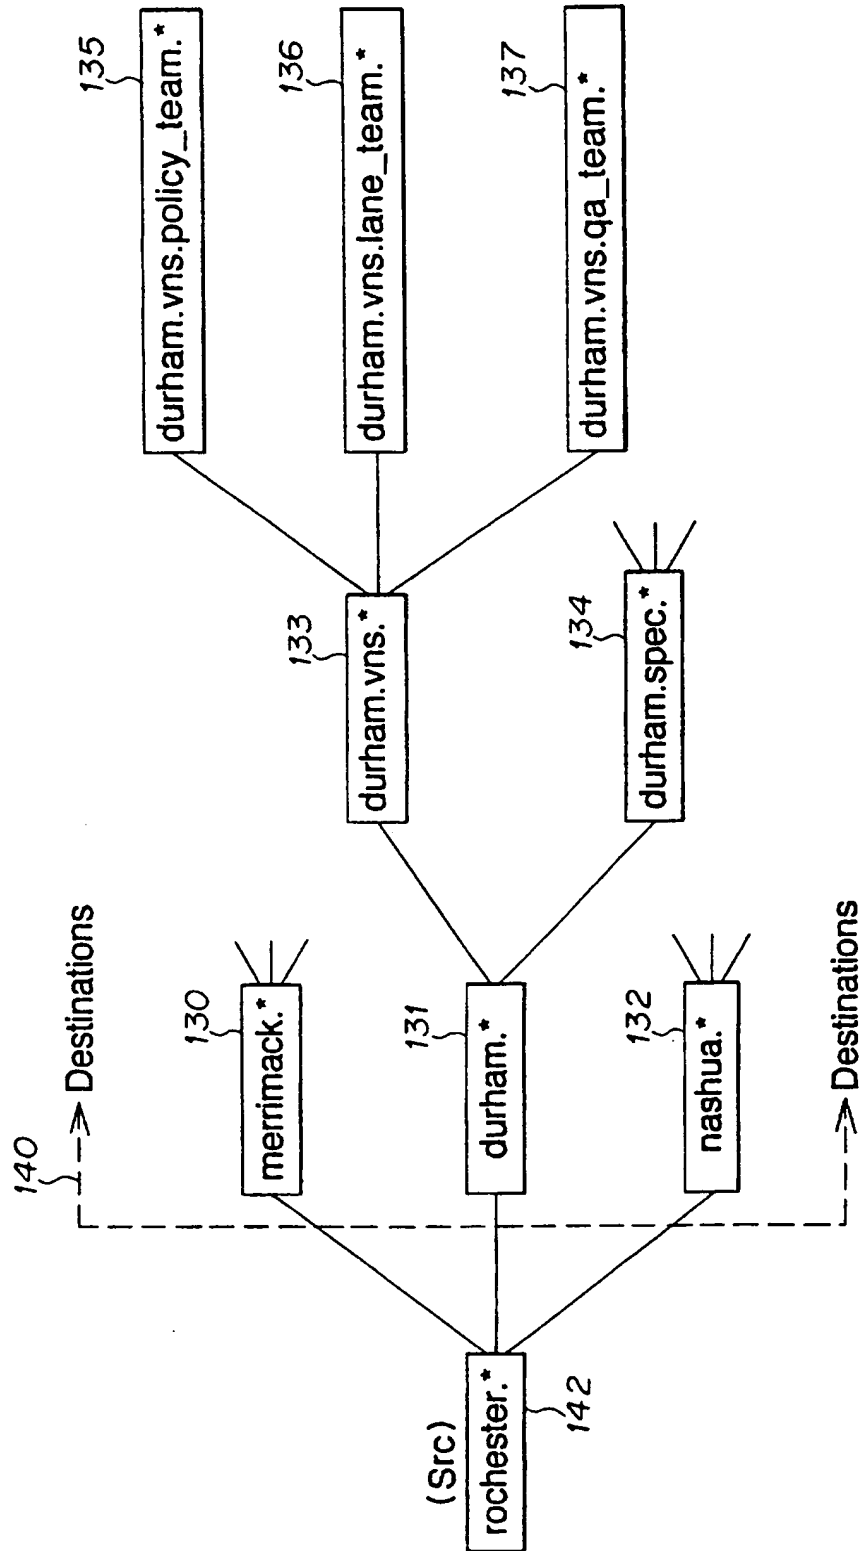 140
Destinations
(Src)
rochester.*
142
130
merrimack.*
131
durham.*
132
nashua.*
Destinations
133
durham.vns.*
134
durham.spec.*
135
durham.vns.policy_team.*
136
durham.vns.lane_team.*
137
durham.vns.qa_team.*